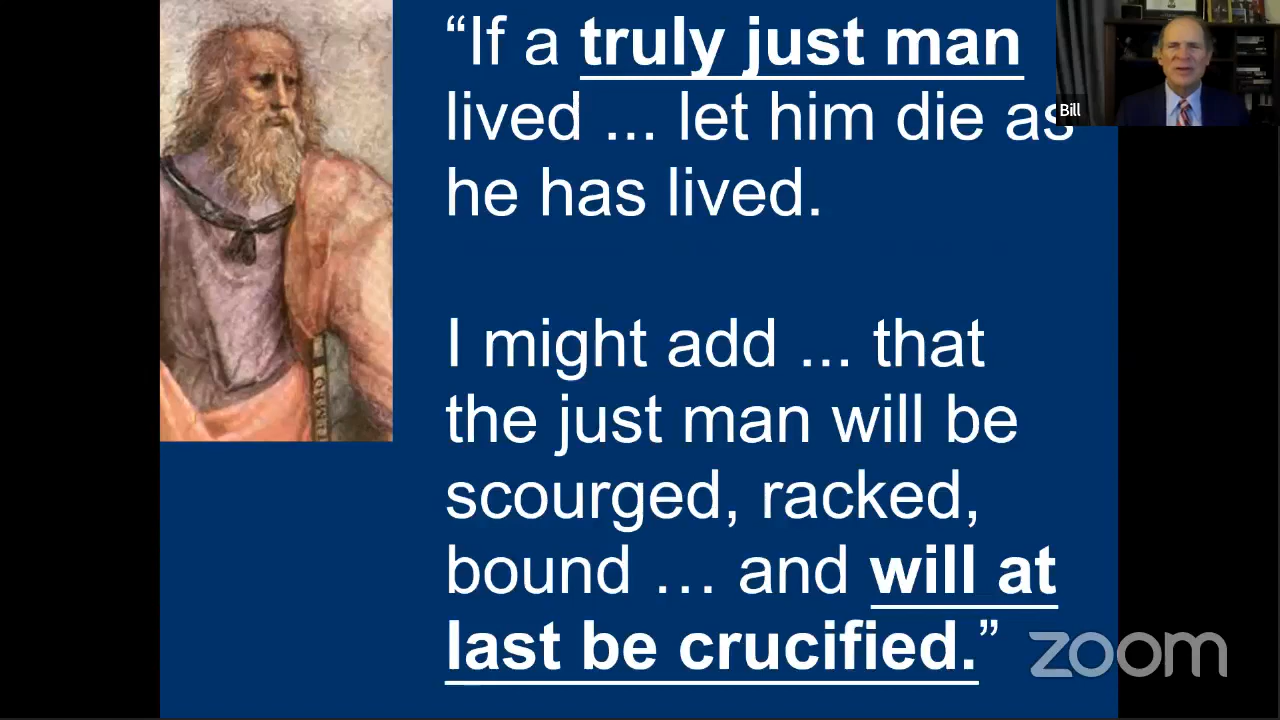 “If a truly just man
lived ... let him die as
he has lived.
I might add ... that
the just man will be
scourged, racked,
bound … and will at
last be crucified.”
Bill
zoom